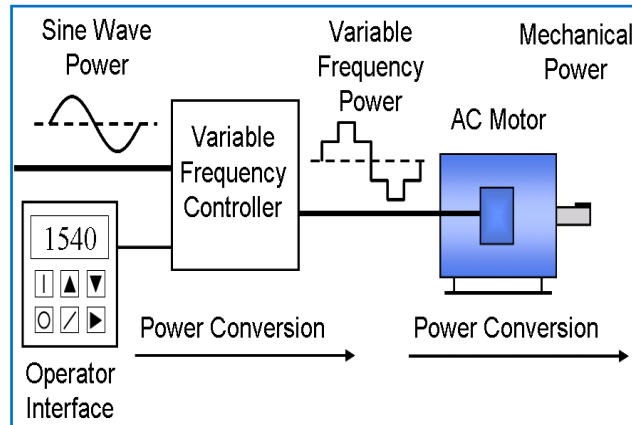 Sine Wave
Power
Variable
Frequency
Power
Mechanical
Power
AC Motor
Variable
Frequency
Controller
1540
Power Conversion
Power Conversion
Operator
Interface